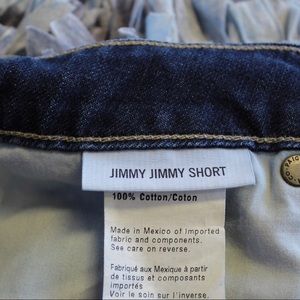 JIMMY JIMMY SHORT
100% Cotton/Coton
Made in Mexico of imported
fabric and components.
See care on reverse.
Fabriqué aux Mexique à partir
de tissus et composants
importés
Voir le soin sur l'inverse.